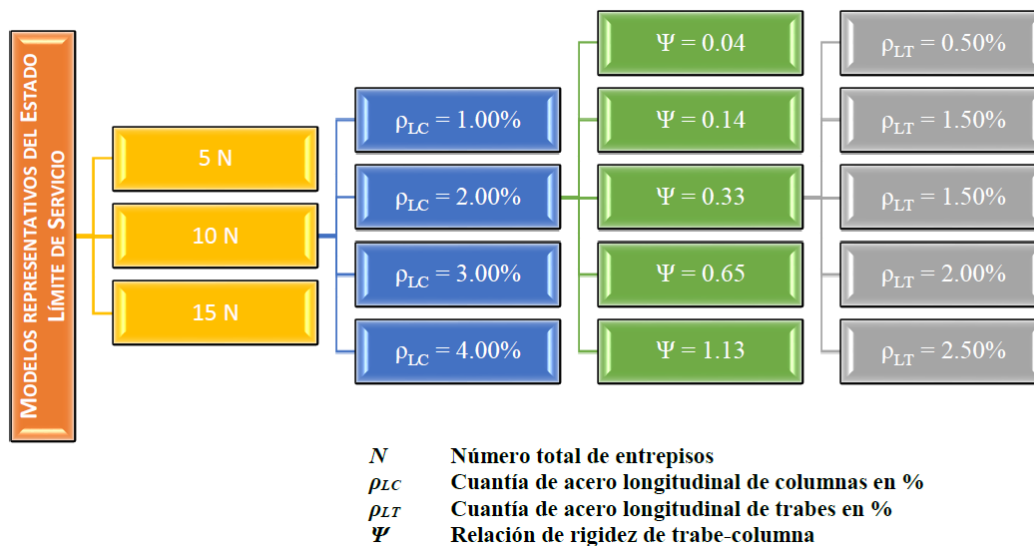 MODELOS REPRESENTATIVOS DEL ESTADO
LÍMITE DE SERVICIO
5 N
10 N
15 N
ρLC = 1.00%
ρLC = 2.00%
ρLC = 3.00%
ρLC = 4.00%
Ψ = 0.04
Ψ = 0.14
Ψ = 0.33
Ψ = 0.65
Ψ = 1.13
ρLT = 0.50%
ρLT = 1.50%
ρLT = 1.50%
ρLT = 2.00%
ρLT = 2.50%
N Número total de entrepisos
ρLC Cuantía de acero longitudinal de columnas en %
ρLT Cuantía de acero longitudinal de trabes en %
Ψ Relación de rigidez de trabe-columna